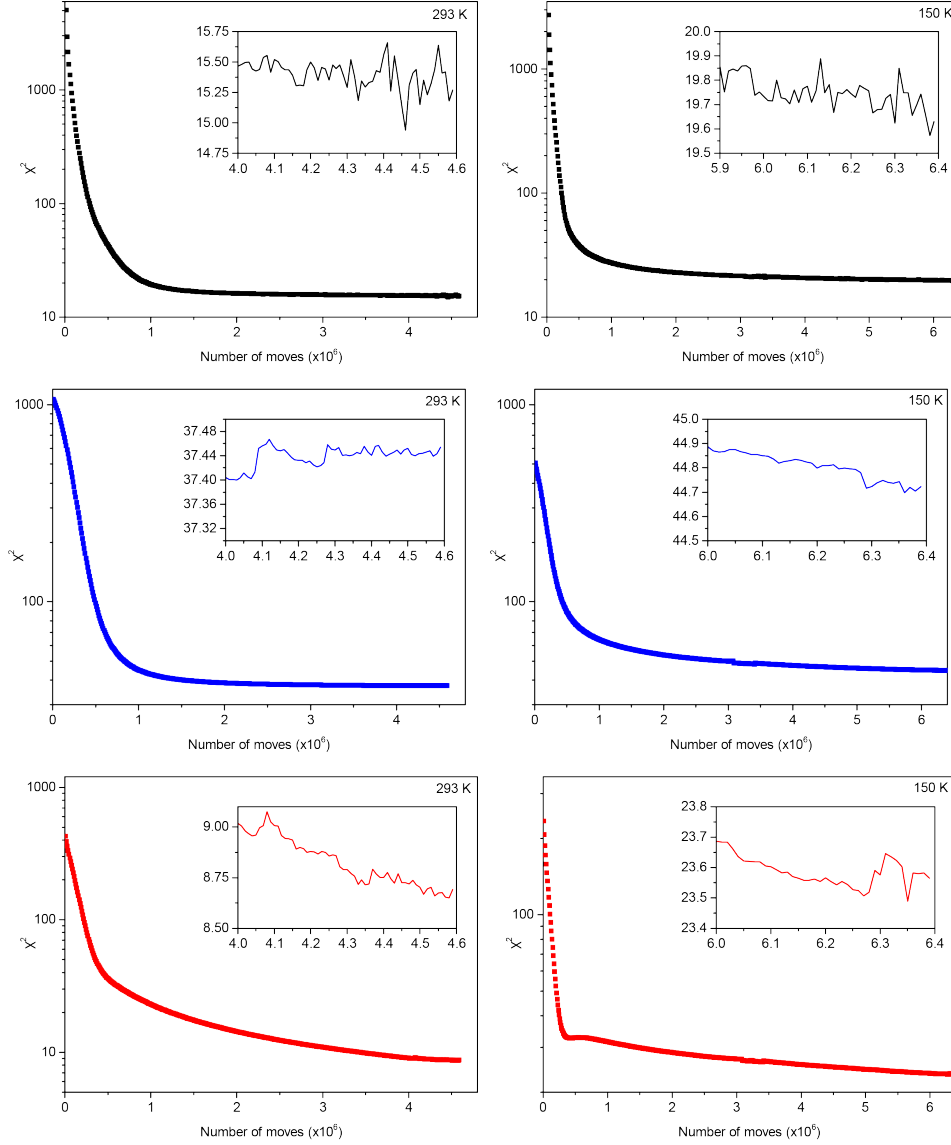 293 K
15.75
15.50
15.25
15.00
14.75
4.0 4.1 4.2 4.3 4.4 4.5 4.6
1000
100
10
χ²
0 1 2 3 4
Number of moves (x10⁶)
150 K
20.0
19.9
19.8
19.7
19.6
19.5
5.9 6.0 6.1 6.2 6.3 6.4
1000
100
10
χ²
0 1 2 3 4 5 6
Number of moves (x10⁶)
293 K
37.48
37.44
37.40
37.36
37.32
4.0 4.1 4.2 4.3 4.4 4.5 4.6
1000
100
χ²
0 1 2 3 4
Number of moves (x10⁶)
150 K
45.0
44.9
44.8
44.7
44.6
44.5
6.0 6.1 6.2 6.3 6.4
1000
100
χ²
0 1 2 3 4 5 6
Number of moves (x10⁶)
293 K
9.00
8.75
8.50
4.0 4.1 4.2 4.3 4.4 4.5 4.6
1000
100
10
χ²
0 1 2 3 4
Number of moves (x10⁶)
150 K
23.8
23.7
23.6
23.5
23.4
6.0 6.1 6.2 6.3 6.4
100
χ²
0 1 2 3 4 5 6
Number of moves (x10⁶)